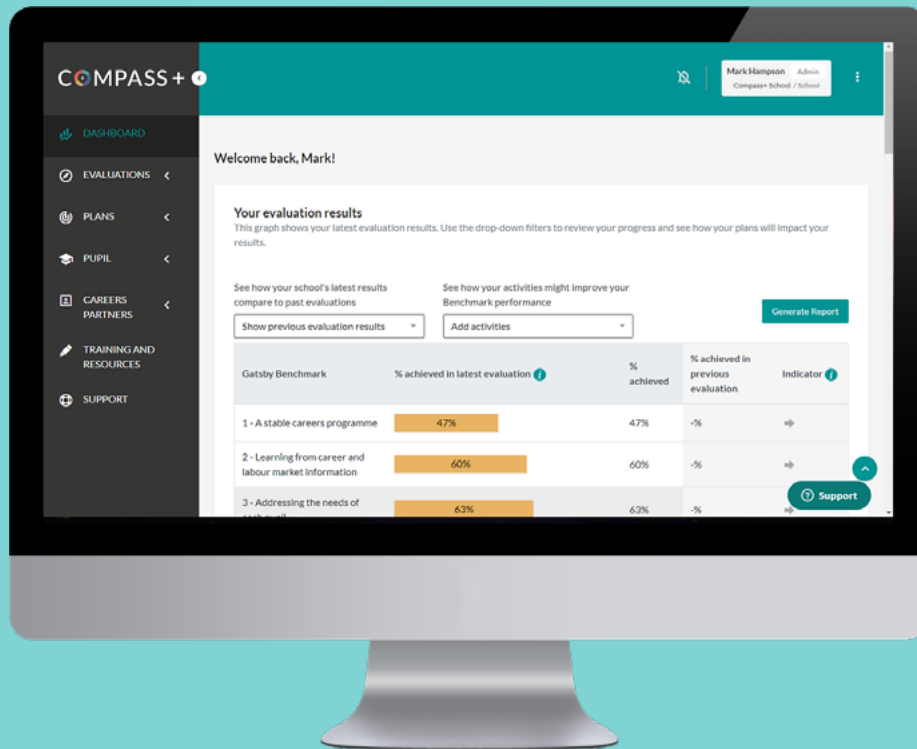 COMPASS +
Mark Hampson Admin
Compass+ School / School
DASHBOARD
EVALUATIONS
PLANS
PUPIL
CAREERS
PARTNERS
TRAINING AND
RESOURCES
SUPPORT
Welcome back, Mark!
Your evaluation results
This graph shows your latest evaluation results. Use the drop-down filters to review your progress and see how your plans will impact your
results.
See how your school's latest results
compare to past evaluations
Show previous evaluation results
See how your activities might improve your
Benchmark performance
Add activities
Generate Report
Gatsby Benchmark
% achieved in latest evaluation
%
achieved
% achieved in
previous
evaluation
Indicator
1 - A stable careers programme
47%
47%
-%
2 - Learning from career and
labour market information
60%
60%
-%
3 - Addressing the needs of
63%
63%
-%
Support